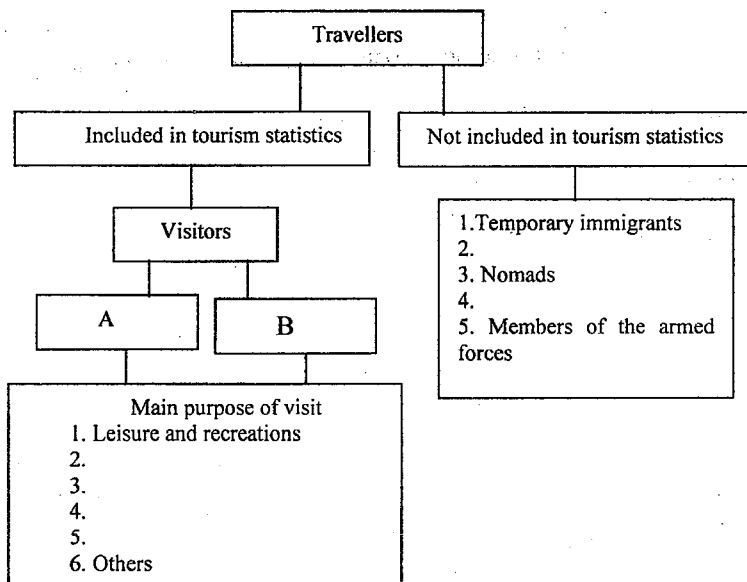 Travellers
Included in tourism statistics
Not included in tourism statistics
Visitors
A
B
1.Temporary immigrants
2.
3. Nomads
4.
5. Members of the armed
forces
Main purpose of visit
1. Leisure and recreations
2.
3.
4.
5.
6. Others